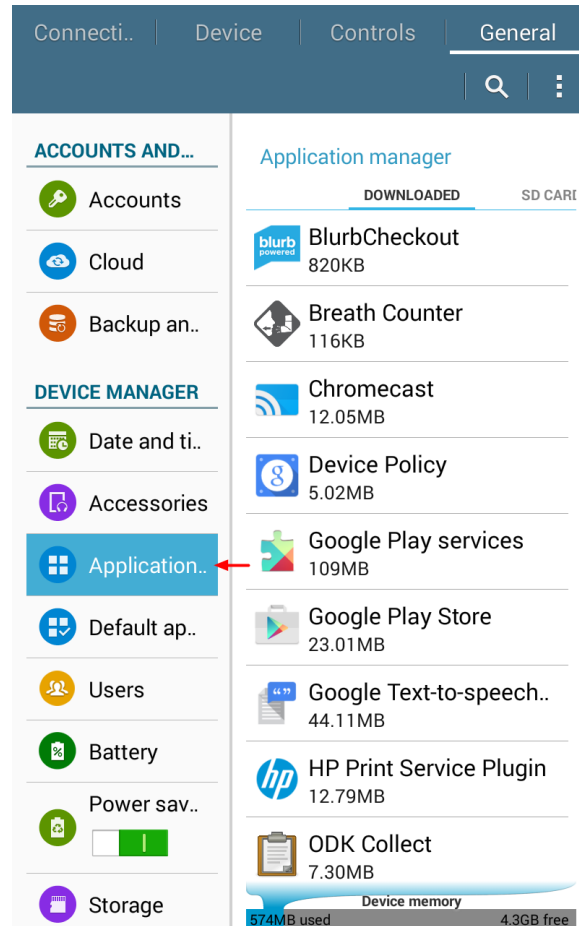 Connecti..
Device
Controls
General
ACCOUNTS AND...
Accounts
Cloud
Backup an..
DEVICE MANAGER
Date and ti..
Accessories
Application..
Default ap..
Users
Battery
Power sav..
Storage
Application manager
DOWNLOADED
SD CARD
blurb
powered
BlurbCheckout
820KB
Breath Counter
116KB
Chromecast
12.05MB
g
Device Policy
5.02MB
Google Play services
109MB
Google Play Store
23.01MB
Google Text-to-speech..
44.11MB
hp
HP Print Service Plugin
12.79MB
ODK Collect
7.30MB
Device memory
574MB used
4.3GB free